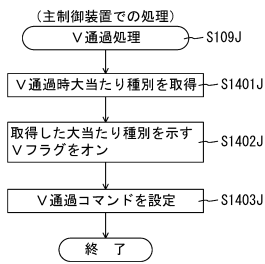 (主制御装置での処理)
V通過処理
S109J
V通過時大当たり種別を取得
S1401J
取得した大当たり種別を示す
Vフラグをオン
S1402J
V通過コマンドを設定
S1403J
終 了